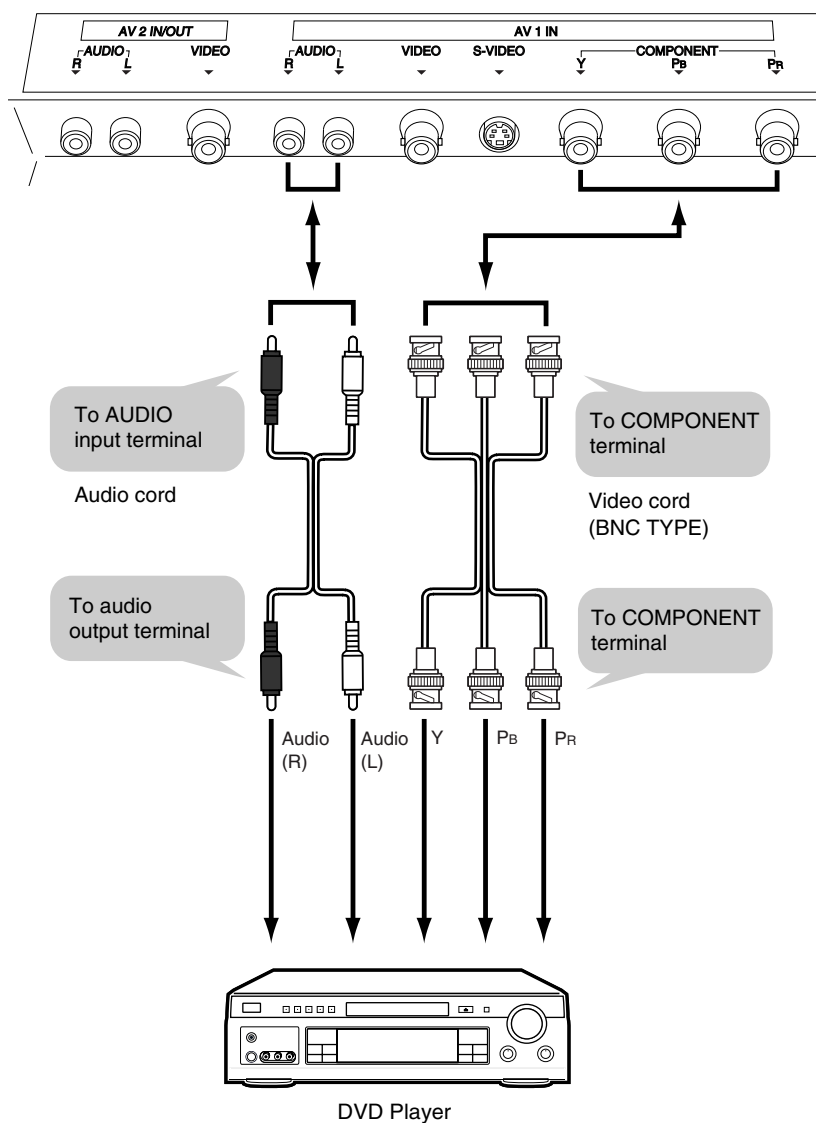 AV 2 IN/OUT
AV 1 IN
AUDIO VIDEO AUDIO VIDEO S-VIDEO COMPONENT
R L R L Y PB PR
To AUDIO
input terminal
Audio cord
To COMPONENT
terminal
Video cord
(BNC TYPE)
To audio
output terminal
To COMPONENT
terminal
Audio
(R)
Audio
(L)
Y
PB
PR
DVD Player